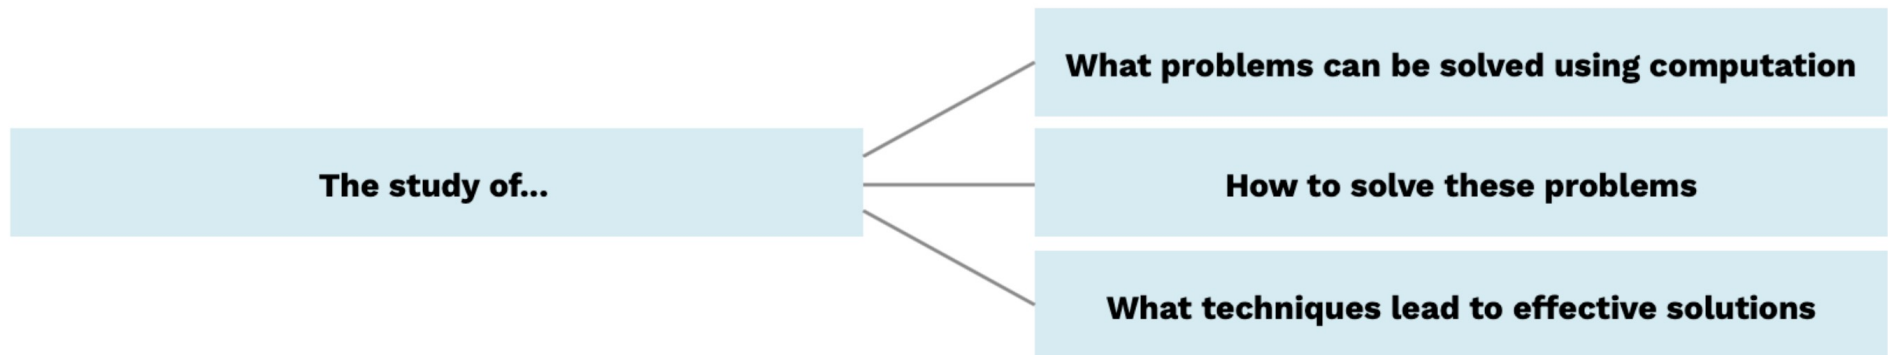 What problems can be solved using computation
The study of...
How to solve these problems
What techniques lead to effective solutions